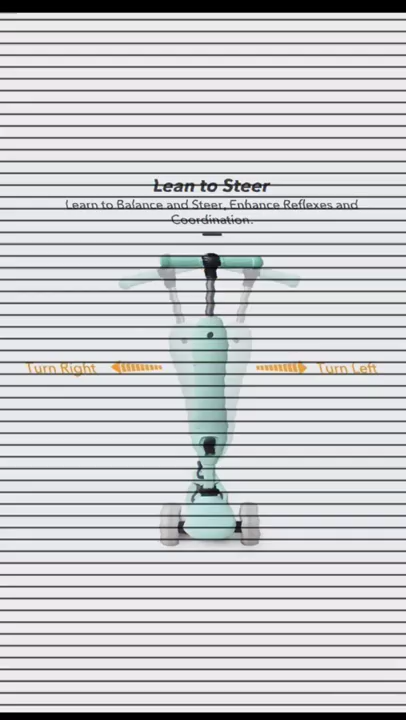 Lean to Steer
Learn to Balance and Steer, Enhance Reflexes and
Coordination.
Turn Right
Turn Left